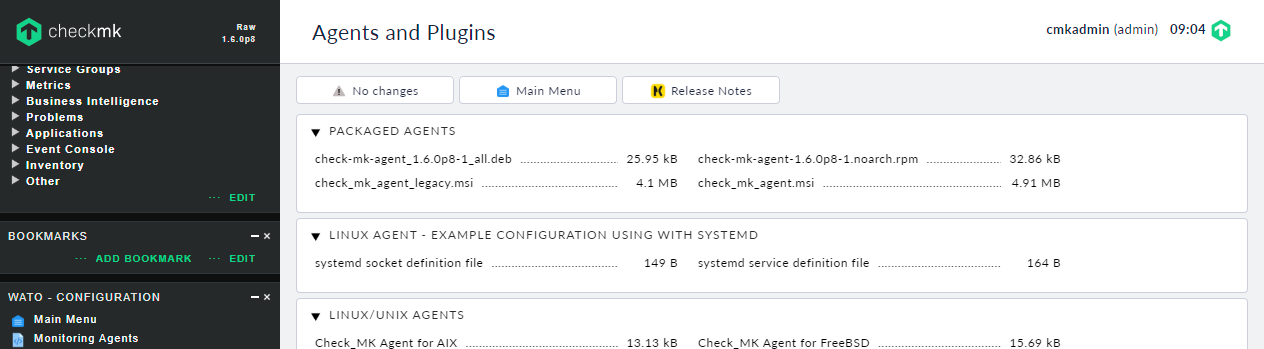 checkmk
Raw
1.6.0p8
Service Groups
Metrics
Business Intelligence
Problems
Applications
Event Console
Inventory
Other
EDIT
BOOKMARKS
ADD BOOKMARK EDIT
WATO - CONFIGURATION
Main Menu
Monitoring Agents
Agents and Plugins
cmkadmin (admin) 09:04
No changes Main Menu Release Notes
PACKAGED AGENTS
check-mk-agent_1.6.0p8-1_all.deb 25.95 kB check-mk-agent-1.6.0p8-1.noarch.rpm 32.86 kB
check_mk_agent_legacy.msi 4.1 MB check_mk_agent.msi 4.91 MB
LINUX AGENT - EXAMPLE CONFIGURATION USING WITH SYSTEMD
systemd socket definition file 149 B systemd service definition file 164 B
LINUX/UNIX AGENTS
Check_MK Agent for AIX 13.13 kB Check_MK Agent for FreeBSD 15.69 kB